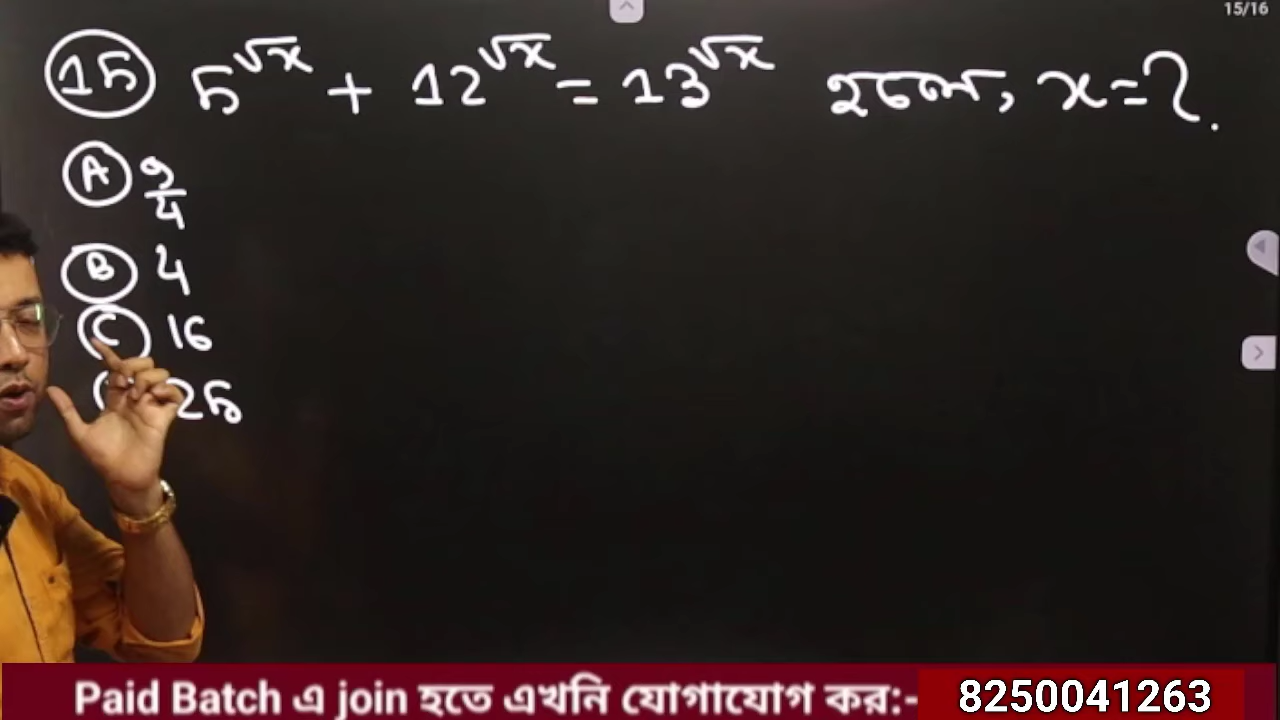 15/16
15 5^√x + 12^√x = 13^√x হলে, x = ?
A 9/4
B 4
C 16
25
Paid Batch এ join হতে এখনি যোগাযোগ কর:- 8250041263